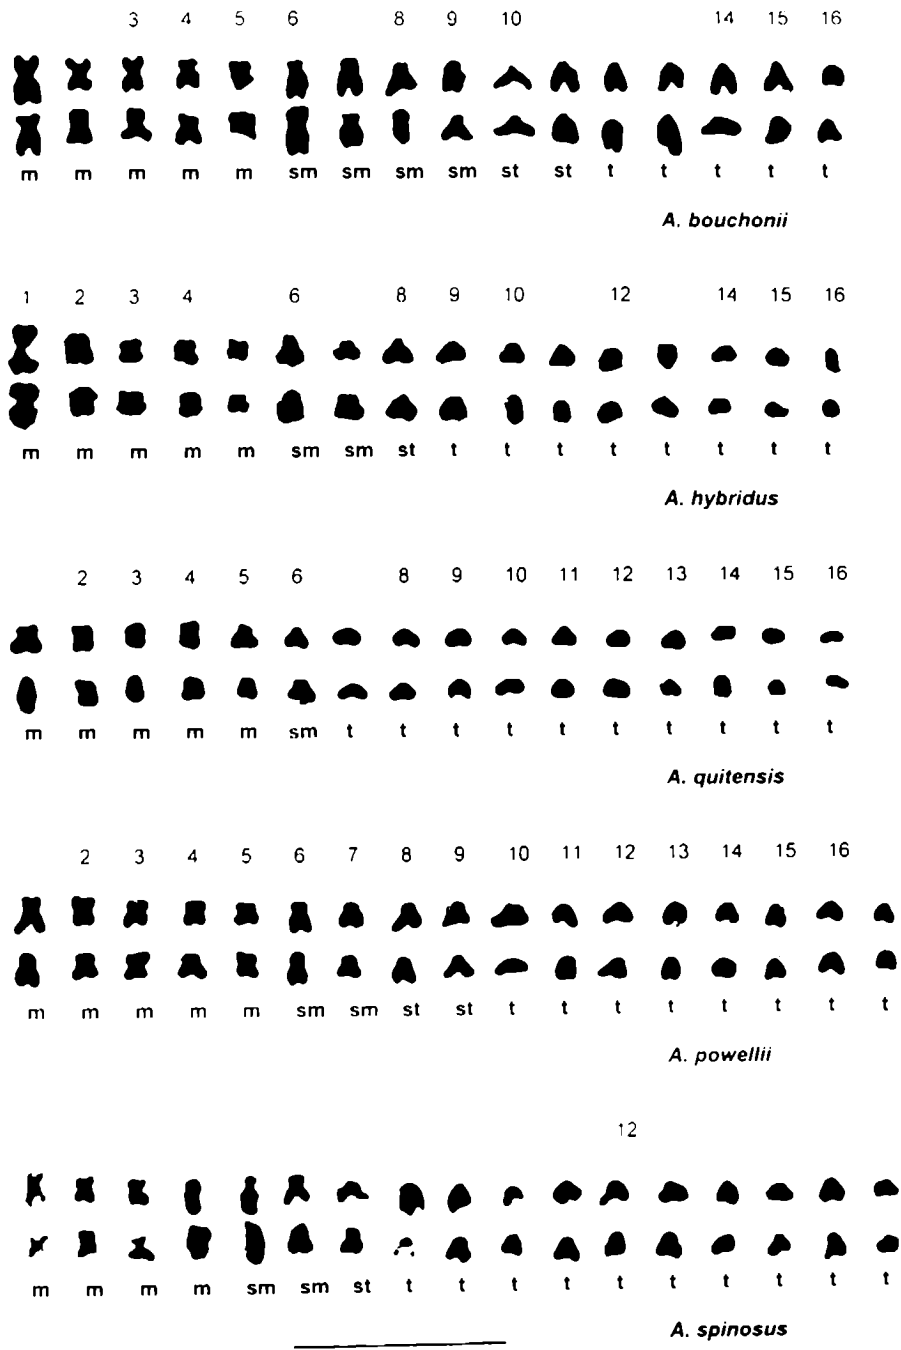 3 4 5 6 8 9 10 14 15 16
m m m m m sm sm sm sm st st t t t t t
A. bouchonii
1 2 3 4 6 8 9 10 12 14 15 16
m m m m m sm sm st t t t t t t t t
A. hybridus
2 3 4 5 6 8 9 10 11 12 13 14 15 16
m m m m m sm t t t t t t t t t t
A. quitensis
2 3 4 5 6 7 8 9 10 11 12 13 14 15 16
m m m m m sm sm st st t t t t t t t t
A. powellii
12
m m m m sm sm st t t t t t t t t t t
A. spinosus